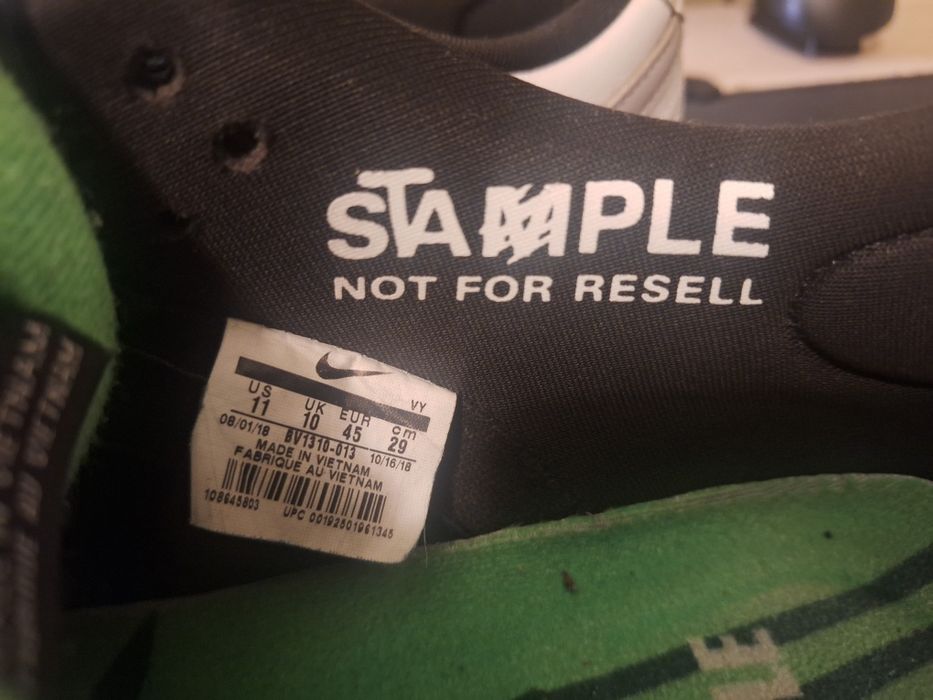 STAMPLE
NOT FOR RESELL
VY
US UK EUR cm
11 10 45 29
08/01/18 BV1310-013 10/16/18
MADE IN VIETNAM
FABRIQUE AU VIETNAM
108645803 UPC 00192501961345